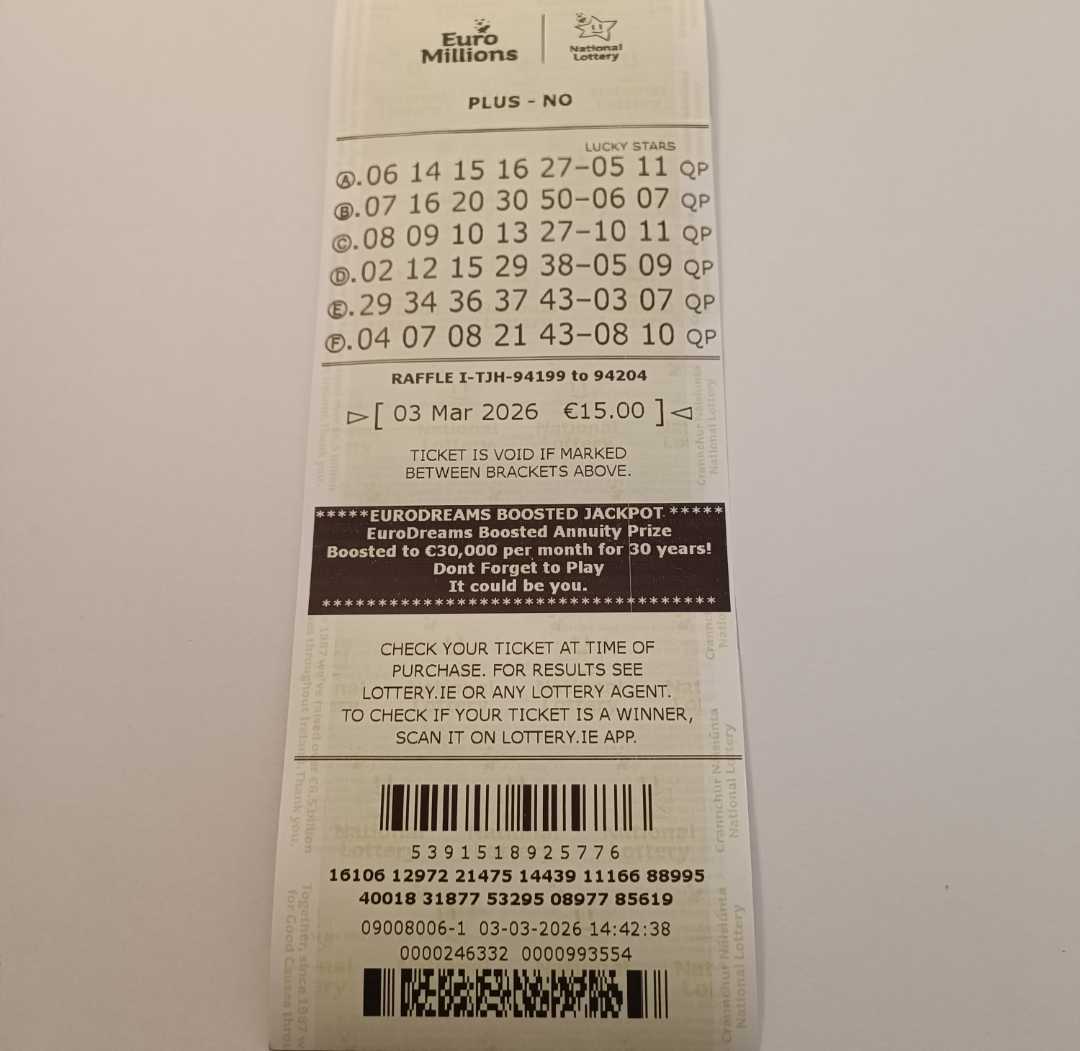 Euro Millions
National Lottery
PLUS - NO
LUCKY STARS
Ⓐ.06 14 15 16 27-05 11 QP
Ⓑ.07 16 20 30 50-06 07 QP
Ⓒ.08 09 10 13 27-10 11 QP
Ⓓ.02 12 15 29 38-05 09 QP
Ⓔ.29 34 36 37 43-03 07 QP
Ⓕ.04 07 08 21 43-08 10 QP
RAFFLE I-TJH-94199 to 94204
▷[ 03 Mar 2026 €15.00 ]◁
TICKET IS VOID IF MARKED
BETWEEN BRACKETS ABOVE.
*****EURODREAMS BOOSTED JACKPOT *****
EuroDreams Boosted Annuity Prize
Boosted to €30,000 per month for 30 years!
Dont Forget to Play
It could be you.
***********************************
CHECK YOUR TICKET AT TIME OF
PURCHASE. FOR RESULTS SEE
LOTTERY.IE OR ANY LOTTERY AGENT.
TO CHECK IF YOUR TICKET IS A WINNER,
SCAN IT ON LOTTERY.IE APP.
5391518925776
16106 12972 21475 14439 11166 88995
40018 31877 53295 08977 85619
09008006-1 03-03-2026 14:42:38
0000246332 0000993554
Crannchur Náisiúnta
National Lottery